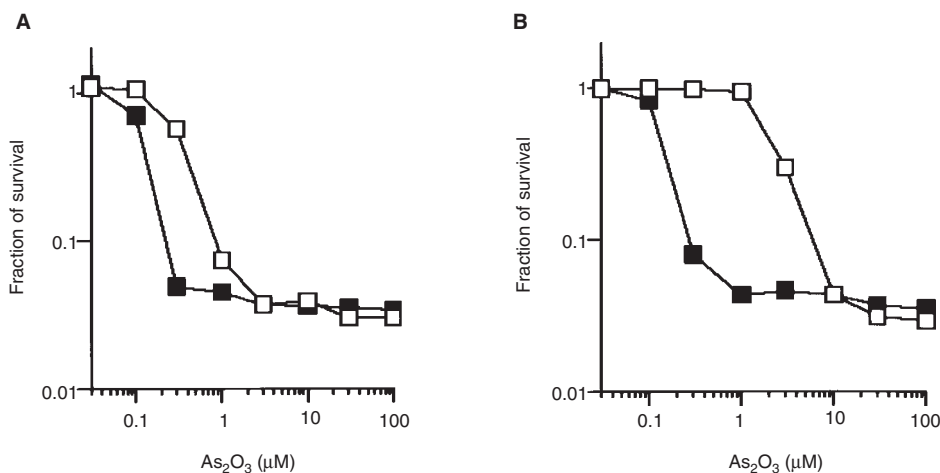 A
Fraction of survival
1
0.1
0.01
0.1
1
10
100
As₂O₃ (μM)
B
Fraction of survival
1
0.1
0.01
0.1
1
10
100
As₂O₃ (μM)